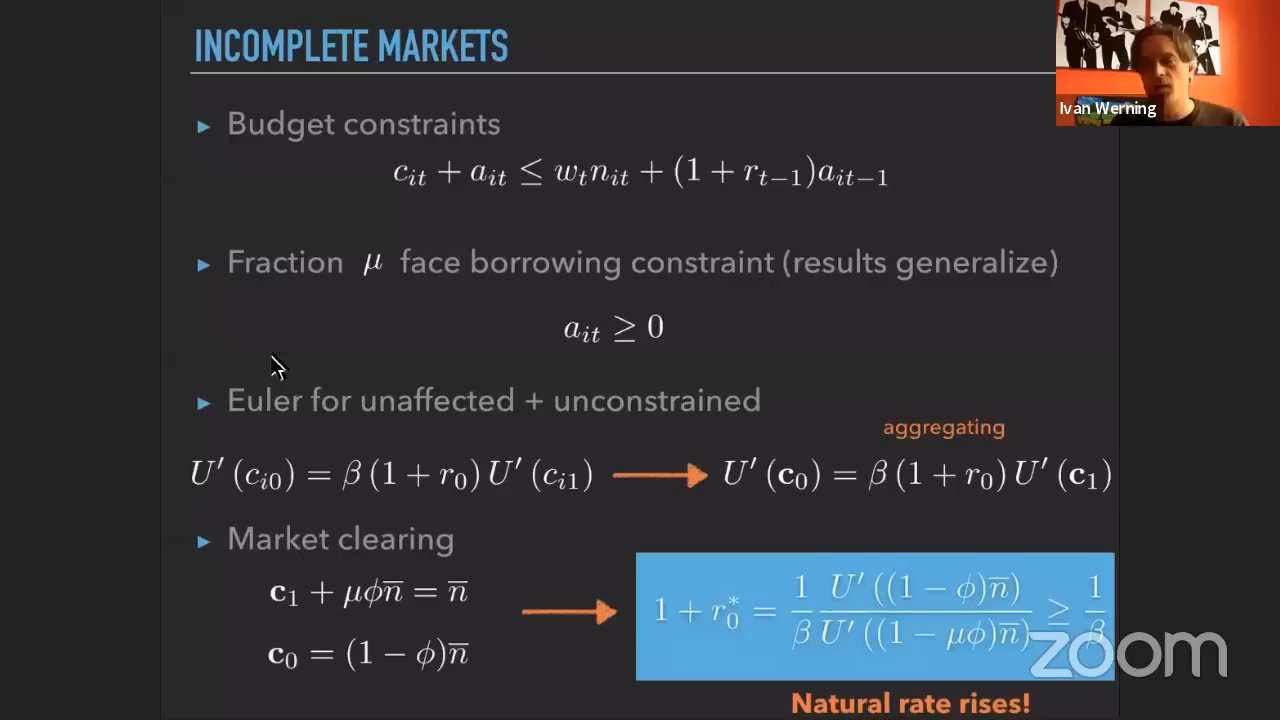 INCOMPLETE MARKETS
Ivan Werning
▸ Budget constraints
c_{it} + a_{it} ≤ w_t n_{it} + (1 + r_{t−1})a_{it−1}
▸ Fraction μ face borrowing constraint (results generalize)
a_{it} ≥ 0
▸ Euler for unaffected + unconstrained
aggregating
U′(c_{i0}) = β(1 + r_0) U′(c_{i1}) → U′(𝐜_0) = β(1 + r_0) U′(𝐜_1)
▸ Market clearing
𝐜_1 + μϕn̅ = n̅
𝐜_0 = (1 − ϕ)n̅
1 + r_0^* = \frac{1}{β} \frac{U′((1 − ϕ)n̅)}{U′((1 − μϕ)n̅)} ≥ \frac{1}{β}
zoom
Natural rate rises!